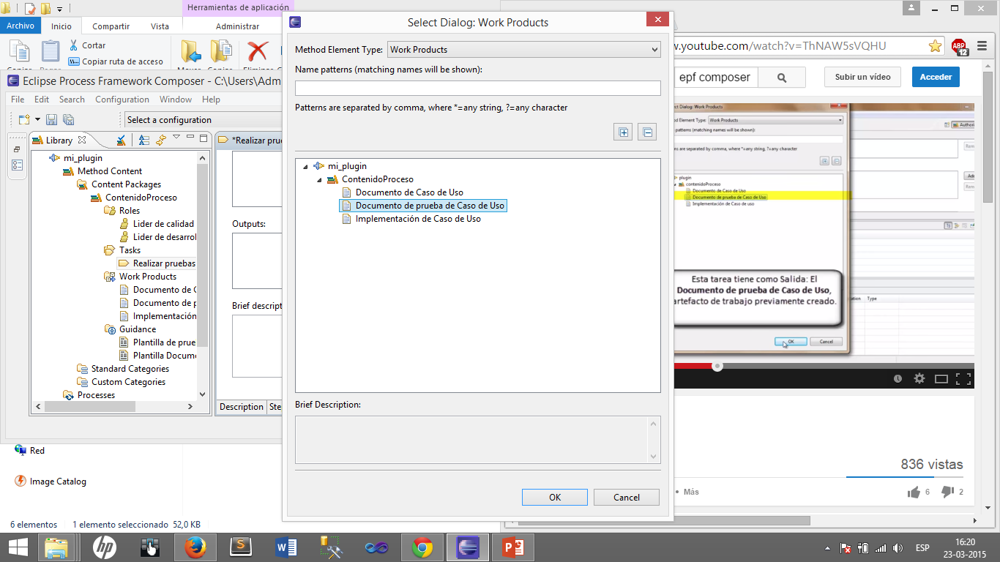 Herramientas de aplicación
Archivo
Inicio
Compartir
Vista
Administrar
Cortar
Copiar ruta de acceso
Eclipse Process Framework Composer - C:\Users\Adm
File Edit Search Configuration Window Help
Select a configuration
Library
*Realizar prue
mi_plugin
Method Content
Content Packages
ContenidoProceso
Roles
Lider de calidad
Lider de desarrol
Tasks
Realizar pruebas
Work Products
Documento de C
Documento de p
Implementación
Guidance
Plantilla de prue
Plantilla Docum
Standard Categories
Custom Categories
Processes
Outputs:
Brief descript
Description
Ste
Red
Image Catalog
6 elementos
1 elemento seleccionado 52,0 KB
Select Dialog: Work Products
Method Element Type:
Work Products
Name patterns (matching names will be shown):
Patterns are separated by comma, where *=any string, ?=any character
mi_plugin
ContenidoProceso
Documento de Caso de Uso
Documento de prueba de Caso de Uso
Implementación de Caso de Uso
Brief Description:
OK
Cancel
w.youtube.com/watch?v=ThNAW5sVQHU
ABP
12
epf composer
Subir un vídeo
Acceder
ct Dialog: Work Products
od Element Type:
Work Products
patterns (matching names will be shown):
ns are separated by comma, where *=any string, ?=any character
plugin
contenidoProceso
Documento de Caso de Uso
Documento de prueba de Caso de Uso
Implementación de Caso de uso
Authori
Rem
Add
Rem
Type
Esta tarea tiene como Salida: El
Documento de prueba de Caso de Uso,
artefacto de trabajo previamente creado.
OK
Cancel
836 vistas
Más
6
2
ESP
16:20
23-03-2015